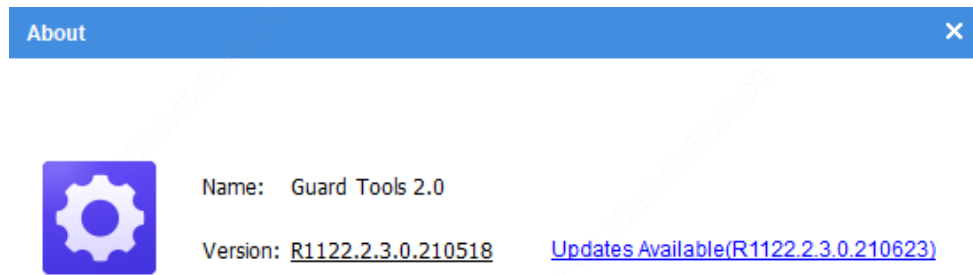 About
Name: Guard Tools 2.0
Version: R1122.2.3.0.210518 Updates Available(R1122.2.3.0.210623)